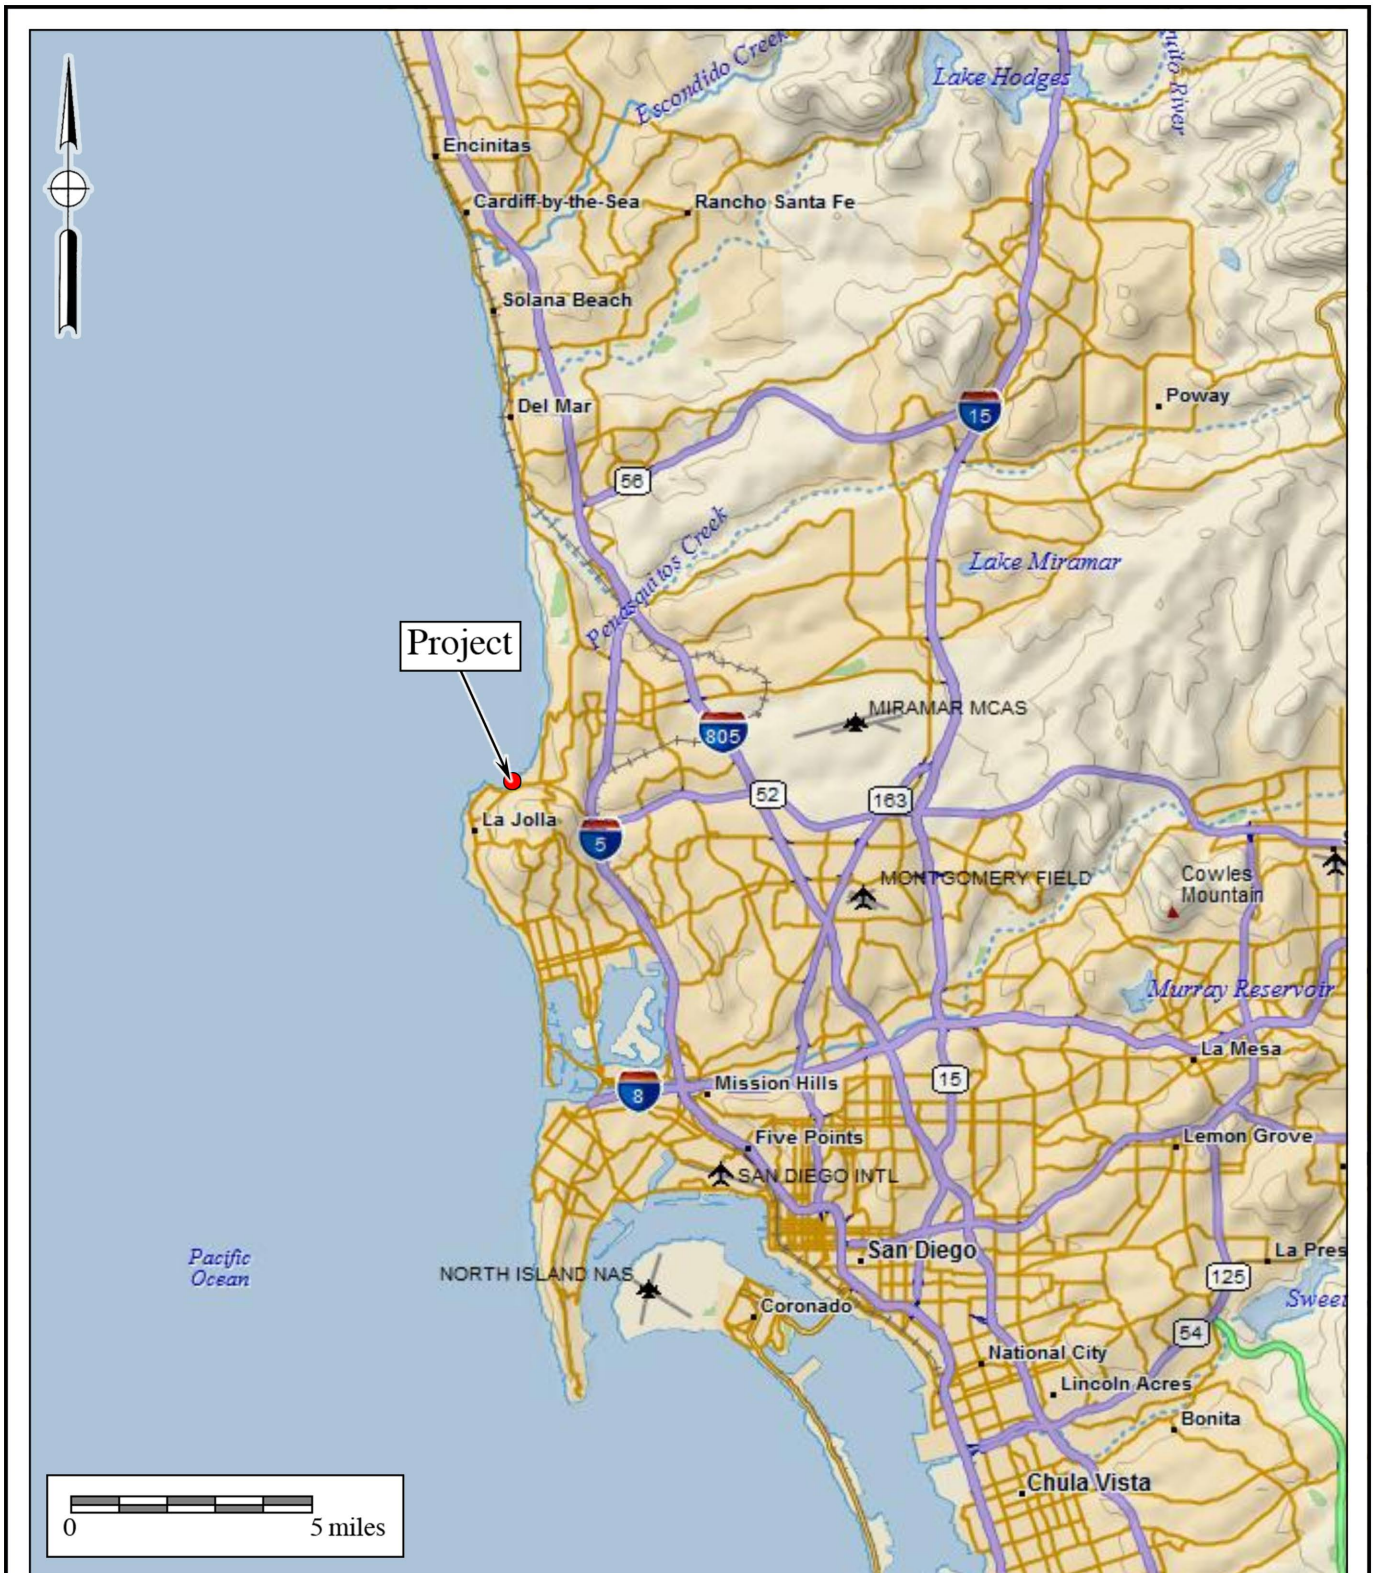 Escondido Creek
Lake Hodges
River
Encinitas
Cardiff-by-the-Sea
Rancho Santa Fe
Solana Beach
Del Mar
15
Poway
56
Penasquitos Creek
Lake Miramar
Project
MIRAMAR MCAS
805
52
163
La Jolla
5
MONTGOMERY FIELD
Cowles
Mountain
Murray Reservoir
La Mesa
8
Mission Hills
15
Five Points
Lemon Grove
SAN DIEGO INTL
Pacific
Ocean
San Diego
La Pres
NORTH ISLAND NAS
125
Sweet
Coronado
54
National City
Lincoln Acres
Bonita
Chula Vista
0
5 miles